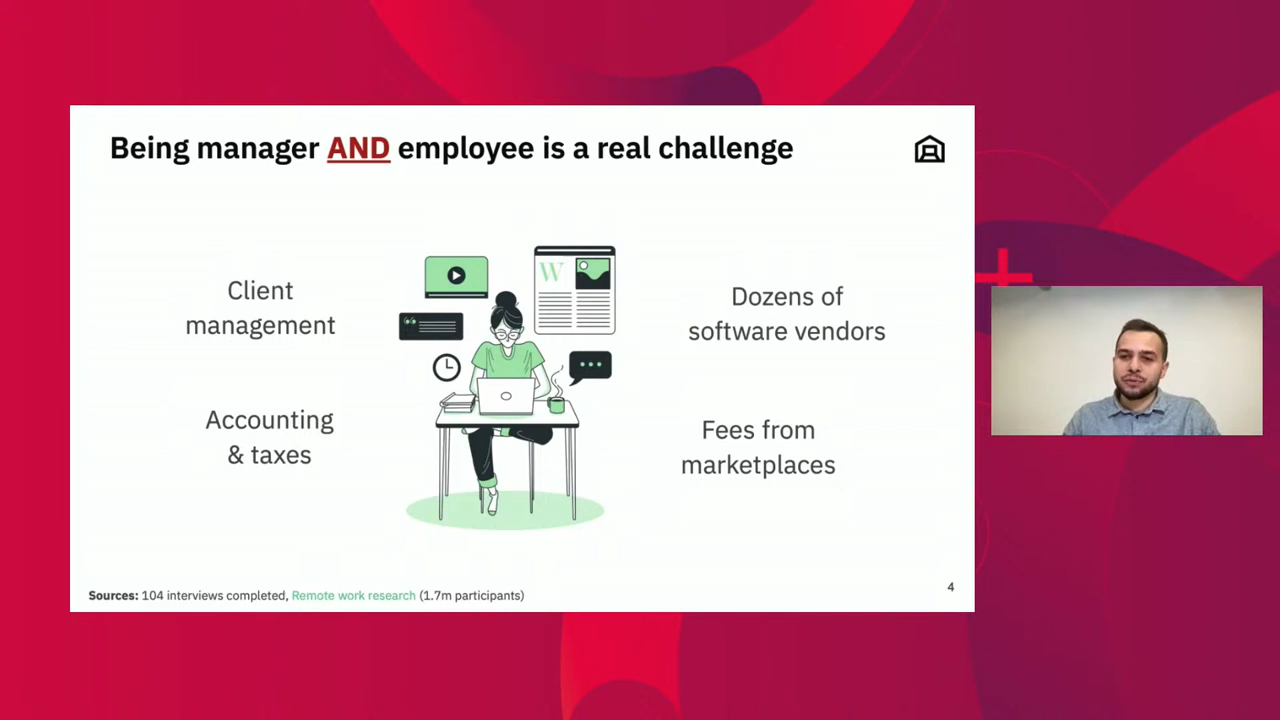 Being manager AND employee is a real challenge
Client
management
Accounting
& taxes
W
Dozens of
software vendors
Fees from
marketplaces
Sources: 104 interviews completed, Remote work research (1.7m participants)
4